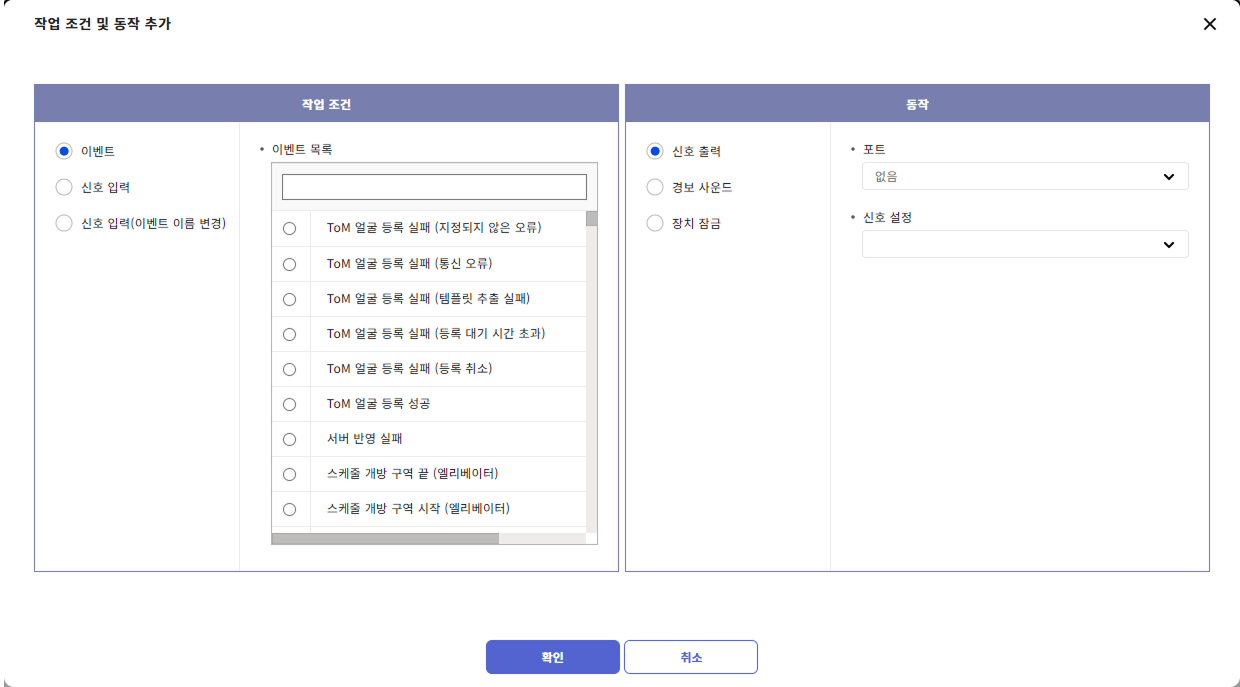 작업 조건 및 동작 추가
작업 조건
이벤트
신호 입력
신호 입력(이벤트 이름 변경)
• 이벤트 목록
ToM 얼굴 등록 실패 (지정되지 않은 오류)
ToM 얼굴 등록 실패 (통신 오류)
ToM 얼굴 등록 실패 (템플릿 추출 실패)
ToM 얼굴 등록 실패 (등록 대기 시간 초과)
ToM 얼굴 등록 실패 (등록 취소)
ToM 얼굴 등록 성공
서버 반영 실패
스케줄 개방 구역 끝 (엘리베이터)
스케줄 개방 구역 시작 (엘리베이터)
동작
신호 출력
경보 사운드
장치 잠금
• 포트
없음
• 신호 설정
확인
취소